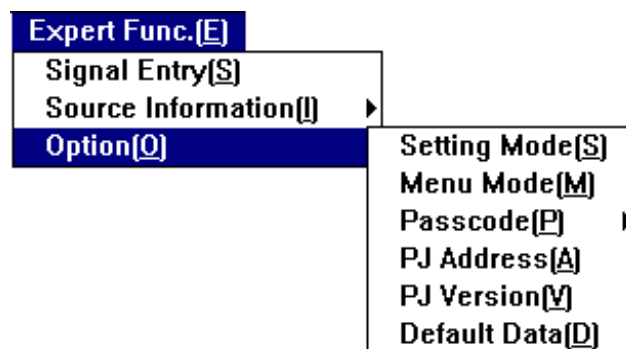 Expert Func.(E)
Signal Entry(S)
Source Information(I)
Option(O)
Setting Mode(S)
Menu Mode(M)
Passcode(P)
PJ Address(A)
PJ Version(V)
Default Data(D)